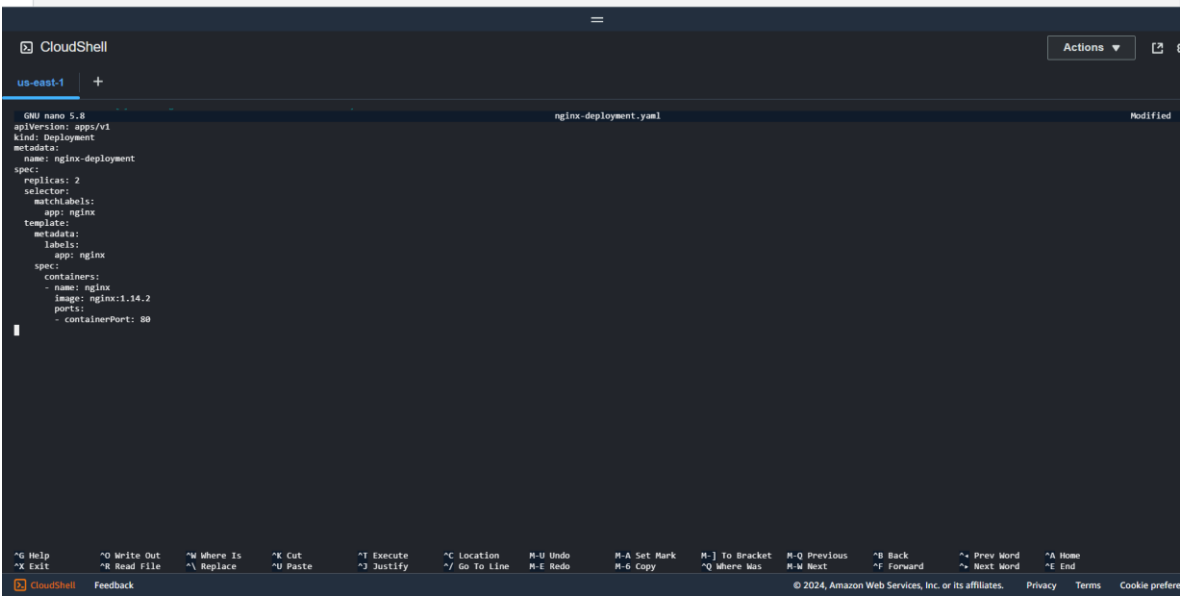 CloudShell
Actions ▼
us-east-1 +
GNU nano 5.8 nginx-deployment.yaml Modified
apiVersion: apps/v1
kind: Deployment
metadata:
  name: nginx-deployment
spec:
  replicas: 2
  selector:
    matchLabels:
      app: nginx
  template:
    metadata:
      labels:
        app: nginx
    spec:
      containers:
      - name: nginx
        image: nginx:1.14.2
        ports:
        - containerPort: 80
^G Help ^O Write Out ^W Where Is ^K Cut ^T Execute ^C Location M-U Undo M-A Set Mark M-] To Bracket M-Q Previous ^B Back ^◂ Prev Word ^A Home
^X Exit ^R Read File ^\ Replace ^U Paste ^J Justify ^/ Go To Line M-E Redo M-6 Copy ^Q Where Was M-W Next ^F Forward ^▸ Next Word ^E End
CloudShell Feedback © 2024, Amazon Web Services, Inc. or its affiliates. Privacy Terms Cookie prefere